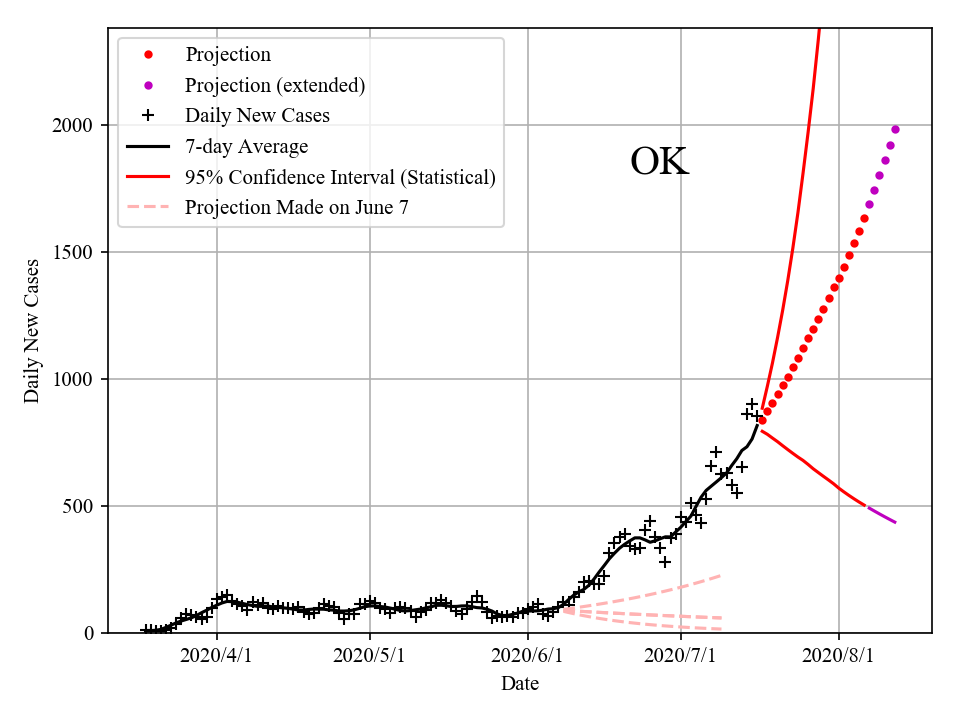 Projection
Projection (extended)
Daily New Cases
7-day Average
95% Confidence Interval (Statistical)
Projection Made on June 7
OK
2000
1500
1000
500
0
Daily New Cases
2020/4/1
2020/5/1
2020/6/1
2020/7/1
2020/8/1
Date